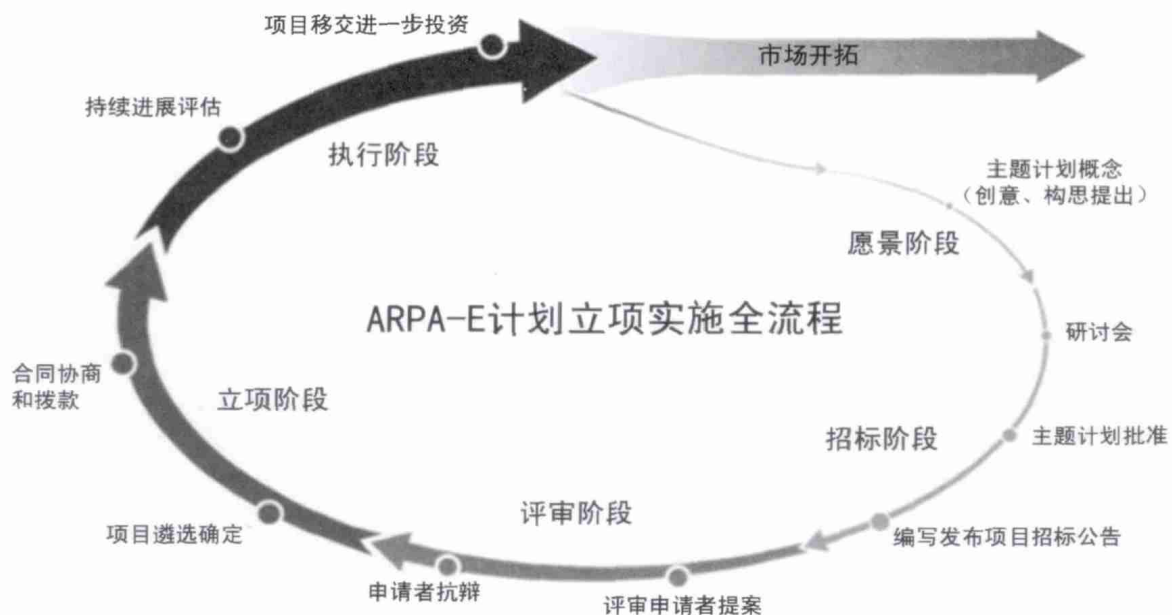 项目移交进一步投资
市场开拓
持续进展评估
执行阶段
主题计划概念
(创意、构思提出)
愿景阶段
ARPA-E计划立项实施全流程
研讨会
合同协商
和拨款
立项阶段
招标阶段
主题计划批准
评审阶段
项目遴选确定
编写发布项目招标公告
申请者抗辩
评审申请者提案